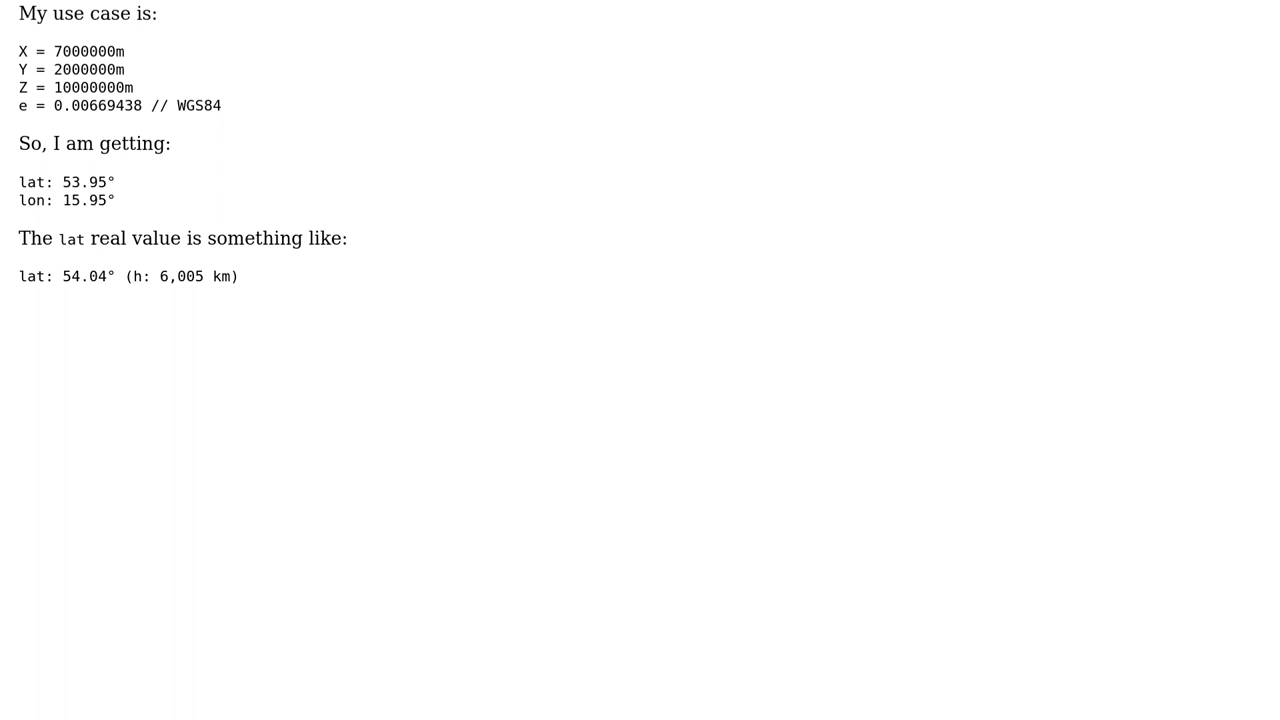 My use case is:
X = 7000000m
Y = 2000000m
Z = 10000000m
e = 0.00669438 // WGS84
So, I am getting:
lat: 53.95°
lon: 15.95°
The lat real value is something like:
lat: 54.04° (h: 6,005 km)